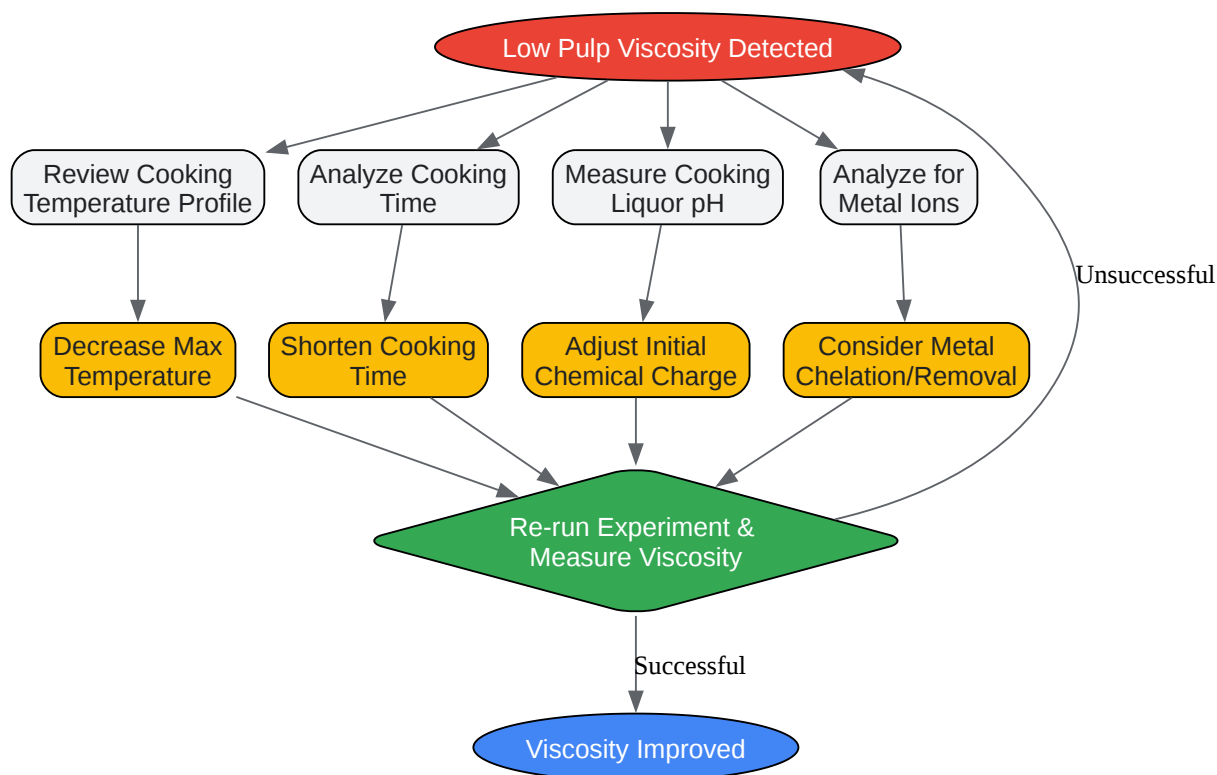 Low Pulp Viscosity Detected
Review Cooking
Temperature Profile
Analyze Cooking
Time
Measure Cooking
Liquor pH
Analyze for
Metal Ions
Unsuccessful
Decrease Max
Temperature
Shorten Cooking
Time
Adjust Initial
Chemical Charge
Consider Metal
Chelation/Removal
Re-run Experiment &
Measure Viscosity
Successful
Viscosity Improved